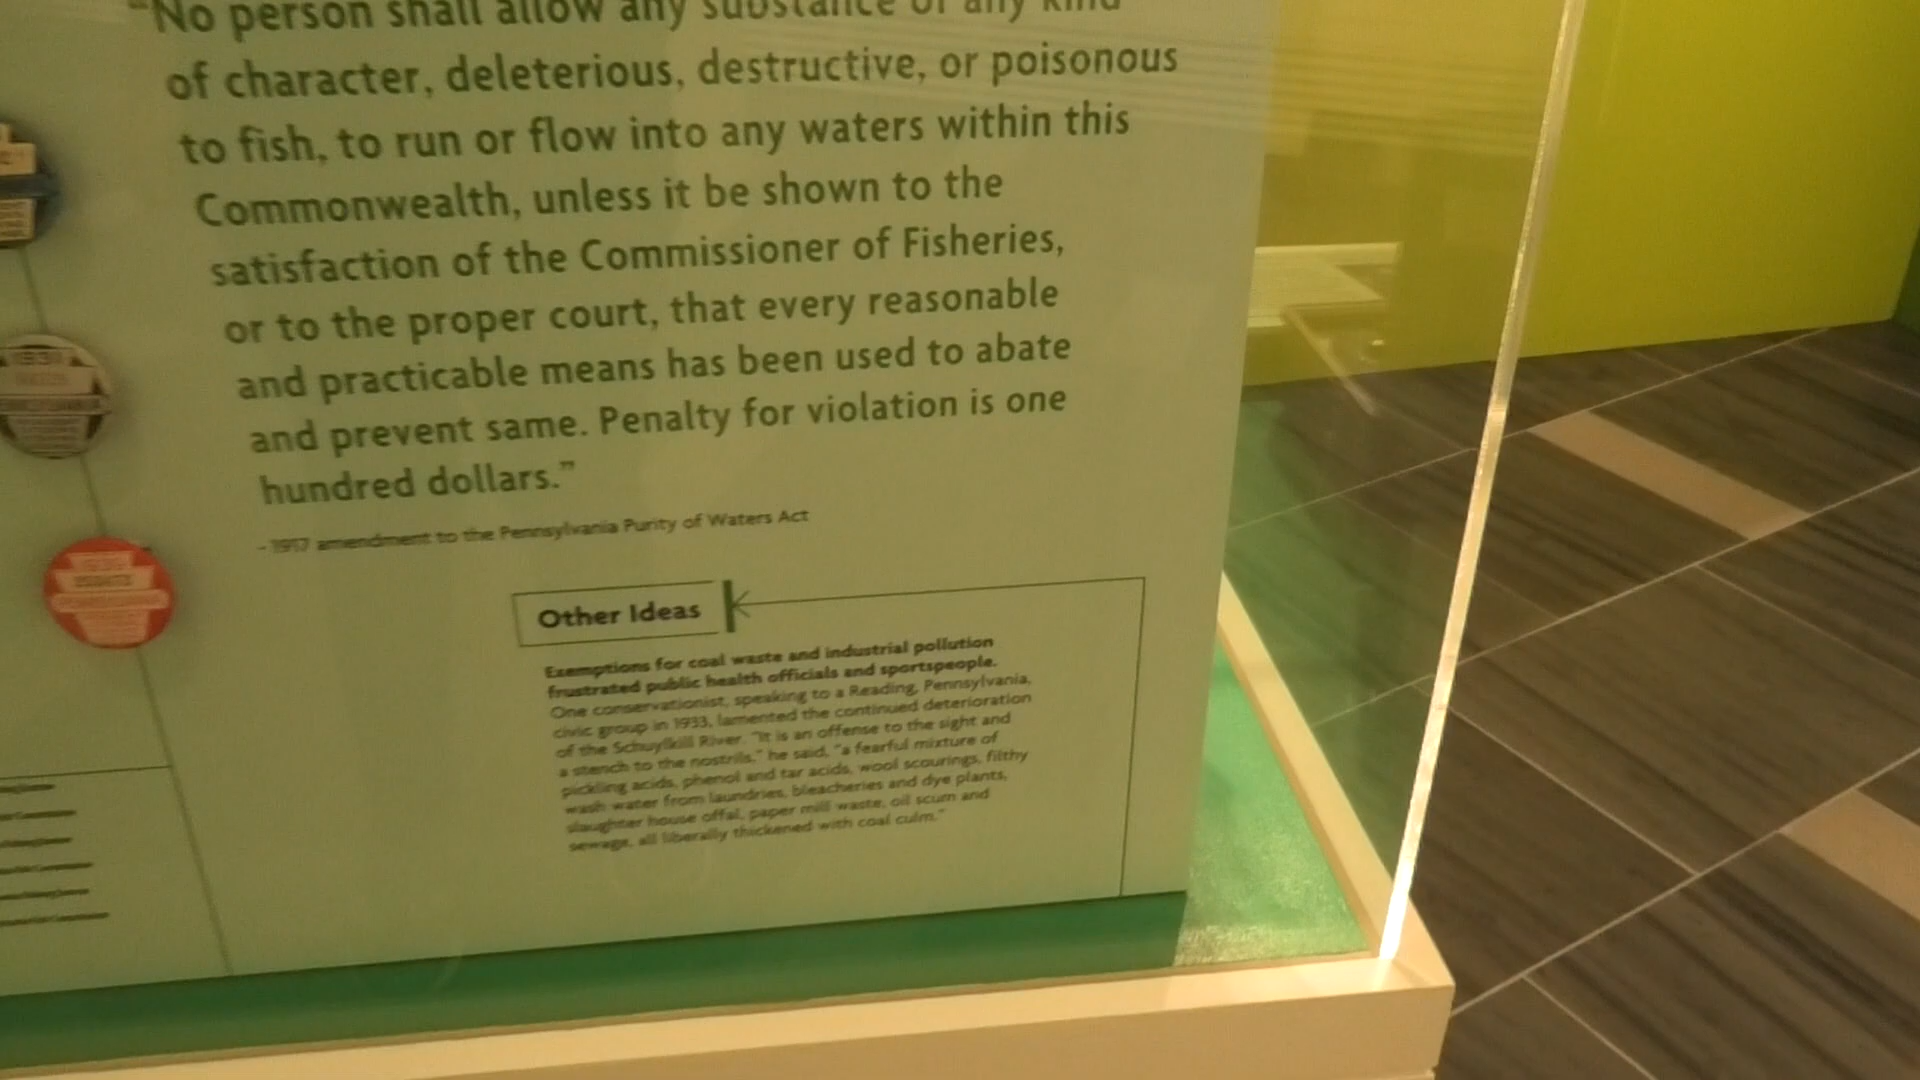 "No person shall allow any substance of any kind
of character, deleterious, destructive, or poisonous
to fish, to run or flow into any waters within this
Commonwealth, unless it be shown to the
satisfaction of the Commissioner of Fisheries,
or to the proper court, that every reasonable
and practicable means has been used to abate
and prevent same. Penalty for violation is one
hundred dollars."
- 1917 amendment to the Pennsylvania Purity of Waters Act
Other Ideas
Exemptions for coal waste and industrial pollution
frustrated public health officials and sportspeople.
One conservationist, speaking to a Reading, Pennsylvania,
civic group in 1933, lamented the continued deterioration
of the Schuylkill River. "It is an offense to the sight and
a stench to the nostrils," he said, "a fearful mixture of
pickling acids, phenol and tar acids, wool scourings, filthy
wash water from laundries, bleacheries and dye plants,
slaughter house offal, paper mill waste, oil scum and
sewage, all liberally thickened with coal culm."
1931